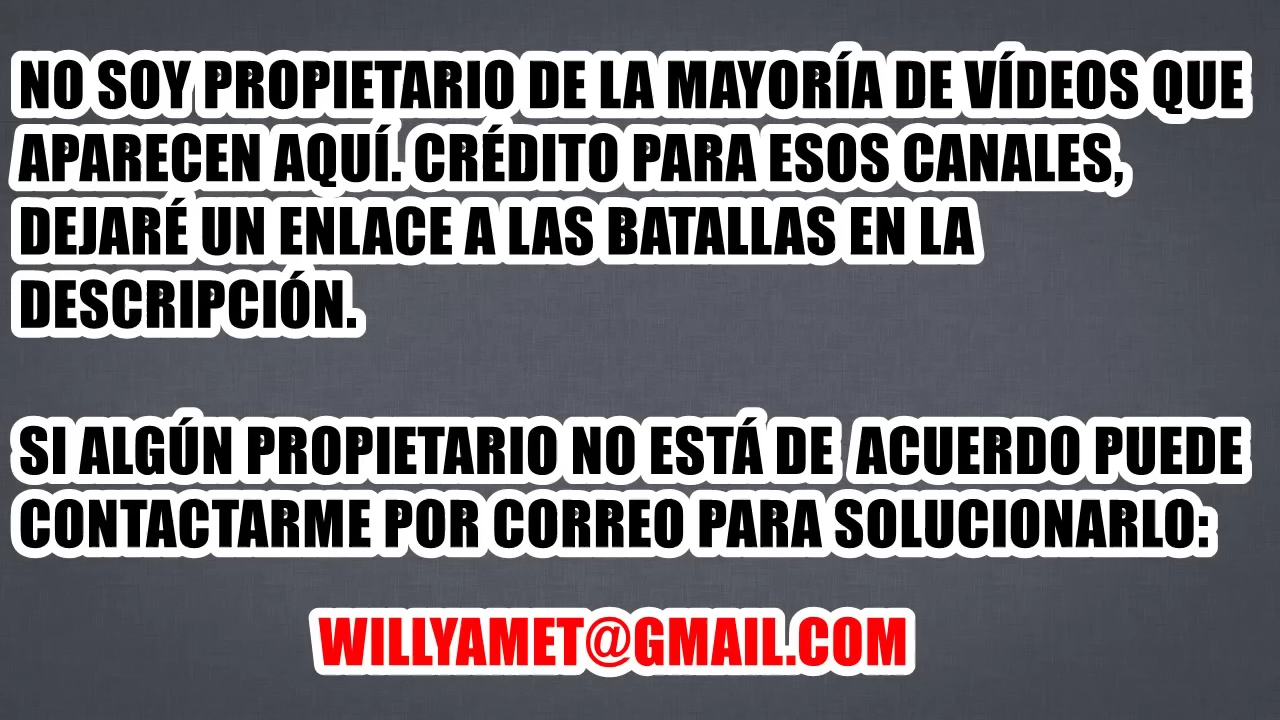 NO SOY PROPIETARIO DE LA MAYORÍA DE VÍDEOS QUE
APARECEN AQUÍ. CRÉDITO PARA ESOS CANALES,
DEJARÉ UN ENLACE A LAS BATALLAS EN LA
DESCRIPCIÓN.
SI ALGÚN PROPIETARIO NO ESTÁ DE  ACUERDO PUEDE
CONTACTARME POR CORREO PARA SOLUCIONARLO:
WILLYAMET@GMAIL.COM